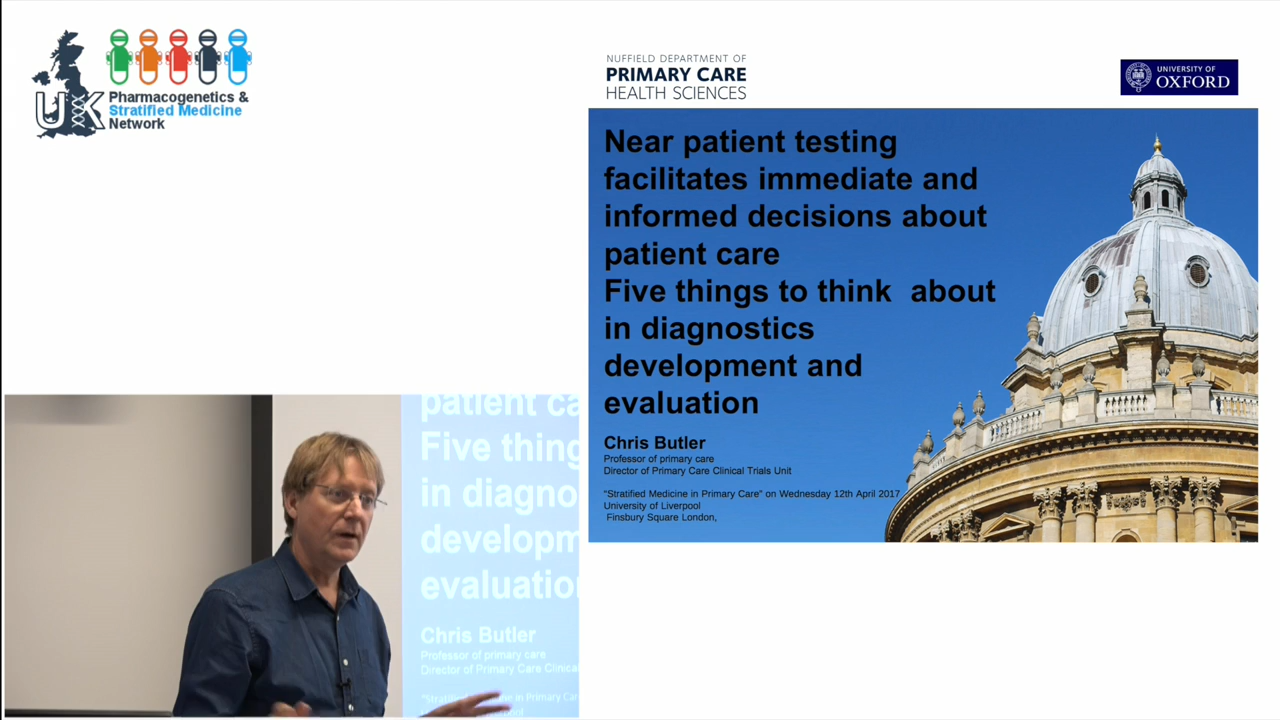 UK
Pharmacogenetics &
Stratified Medicine
Network
NUFFIELD DEPARTMENT OF
PRIMARY CARE
HEALTH SCIENCES
UNIVERSITY OF
OXFORD
Near patient testing
facilitates immediate and
informed decisions about
patient care
Five things to think about
in diagnostics
development and
evaluation
Chris Butler
Professor of primary care
Director of Primary Care Clinical Trials Unit
"Stratified Medicine in Primary Care" on Wednesday 12th April 2017
University of Liverpool
Finsbury Square London,
patient ca
Five thing
in diagno
developm
evaluation
Chris Butler
Professor of primary care
Director of Primary Care Clinical